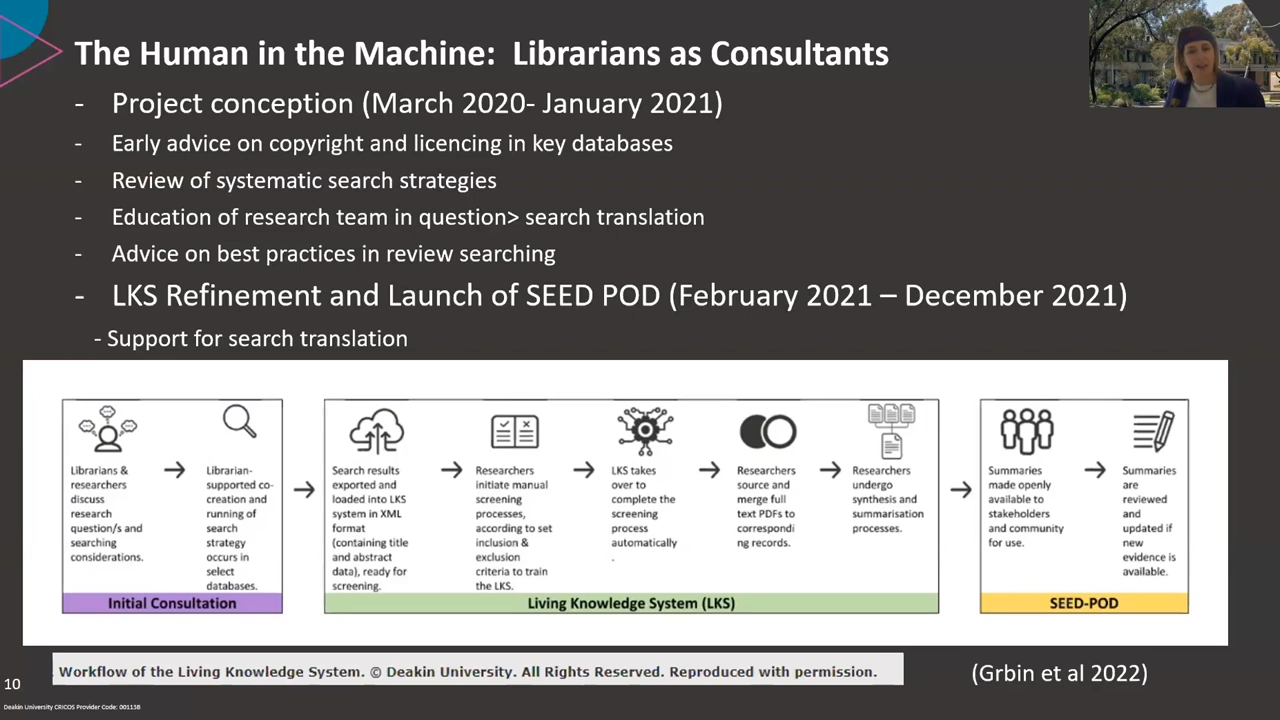 The Human in the Machine:  Librarians as Consultants
- Project conception (March 2020- January 2021)
- Early advice on copyright and licencing in key databases
- Review of systematic search strategies
- Education of research team in question> search translation
- Advice on best practices in review searching
- LKS Refinement and Launch of SEED POD (February 2021 – December 2021)
- Support for search translation
Librarians &
researchers
discuss
research
question/s and
searching
considerations.
Librarian-
supported co-
creation and
running of
search
strategy
occurs in
select
databases.
Initial Consultation
Search results
exported and
loaded into LKS
system in XML
format
(containing title
and abstract
data), ready for
screening.
Researchers
initiate manual
screening
processes,
according to set
inclusion &
exclusion
criteria to train
the LKS.
LKS takes
over to
complete the
screening
process
automatically
.
Researchers
source and
merge full
text PDFs to
correspondi
ng records.
Researchers
undergo
synthesis and
summarisation
processes.
Living Knowledge System (LKS)
Summaries
made openly
available to
stakeholders
and community
for use.
Summaries
are
reviewed
and
updated if
new
evidence is
available.
SEED-POD
Workflow of the Living Knowledge System. © Deakin University. All Rights Reserved. Reproduced with permission.
(Grbin et al 2022)
10
Deakin University CRICOS Provider Code: 00113B